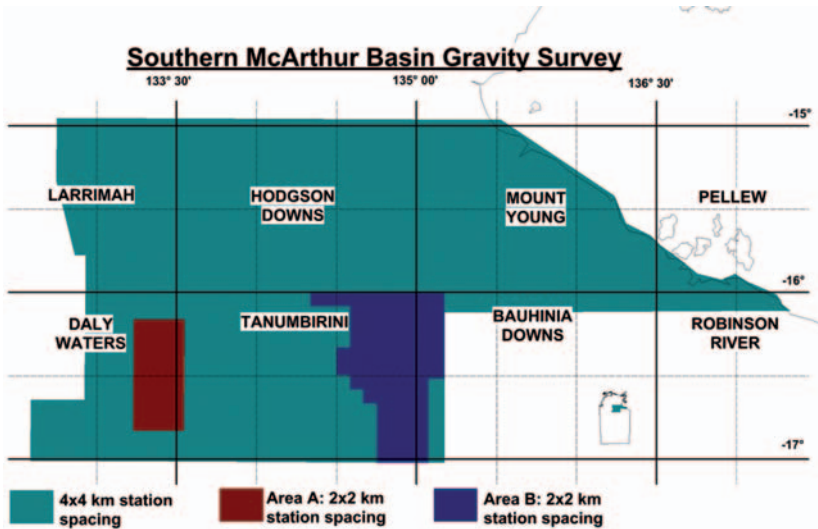 Southern McArthur Basin Gravity Survey
133° 30'
135° 00'
136° 30'
-15°
LARRIMAH
HODGSON
DOWNS
MOUNT
YOUNG
PELLEW
-16°
DALY
WATERS
TANUMBIRINI
BAUHINIA
DOWNS
ROBINSON
RIVER
-17°
4x4 km station
spacing
Area A: 2x2 km
station spacing
Area B: 2x2 km
station spacing